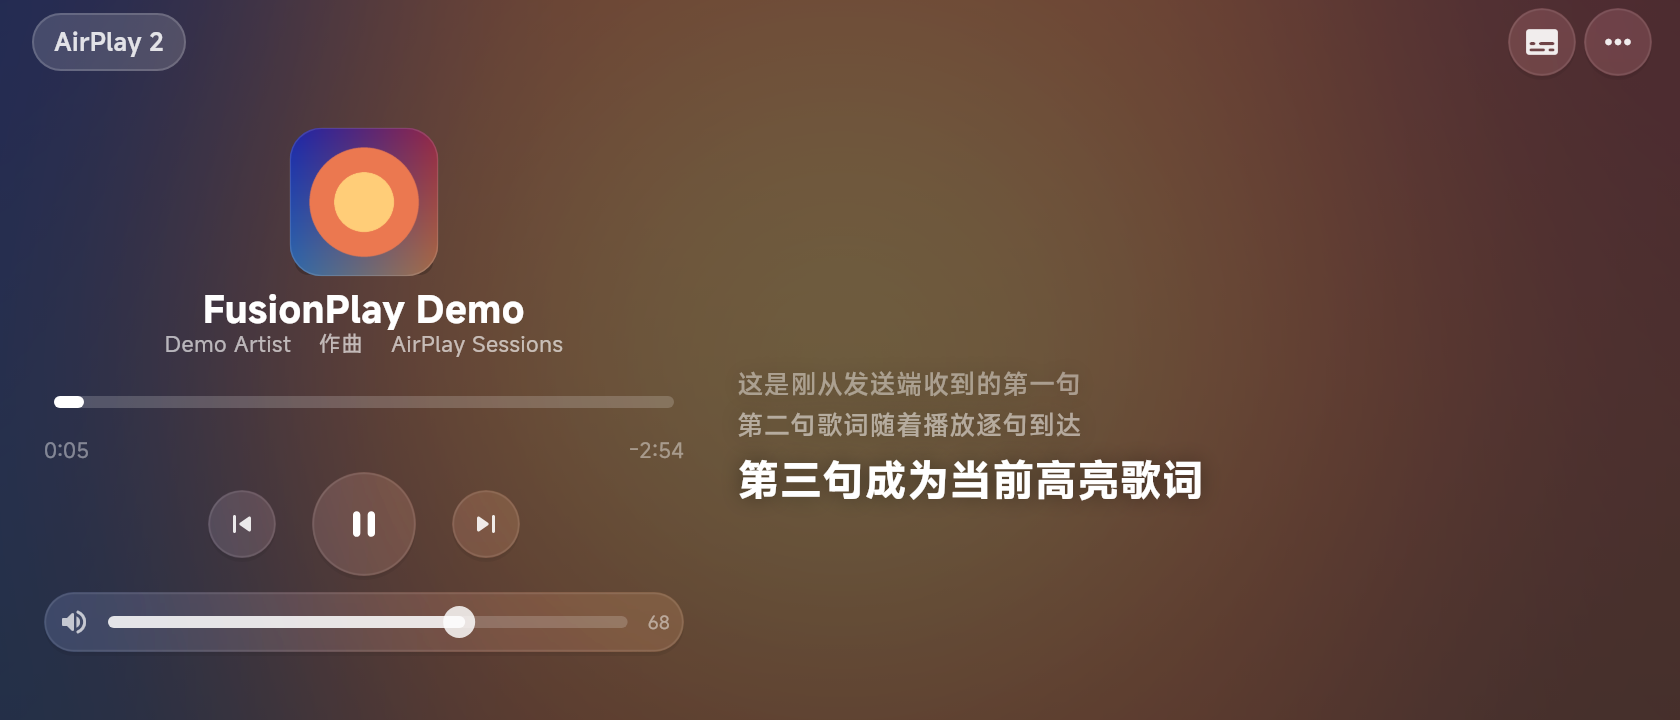 AirPlay 2
FusionPlay Demo
Demo Artist 作曲 AirPlay Sessions
0:05
-2:54
68
这是刚从发送端收到的第一句
第二句歌词随着播放逐句到达
第三句成为当前高亮歌词